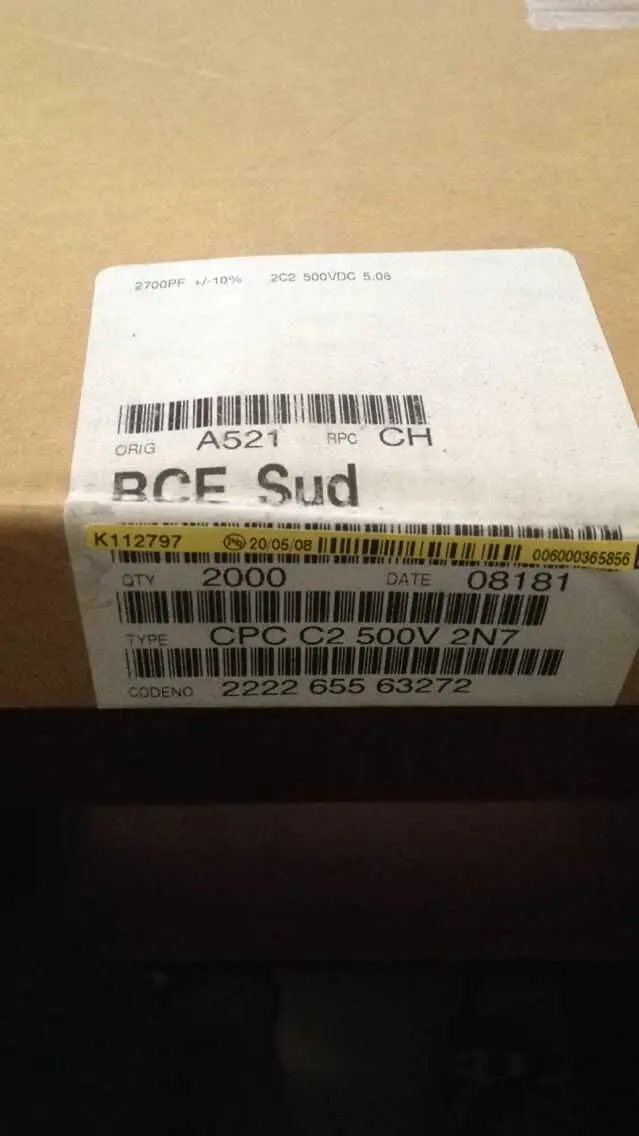 2700PF +/-10% 2C2 500VDC 5.08
ORIG A521 RPC CH
Sud
K112797 20/05/08 006000365856
QTY 2000 DATE 08181
TYPE CPC C2 500V 2N7
CODENO 2222 655 63272